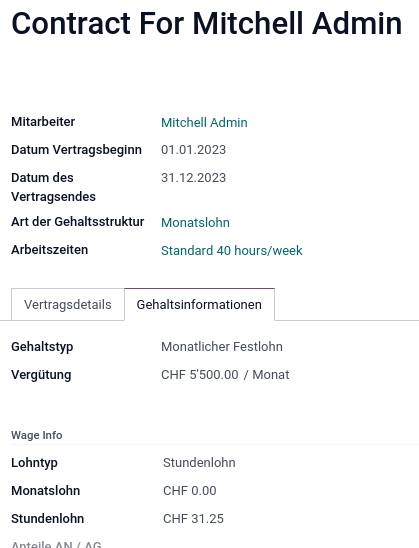 Contract For Mitchell Admin
Mitarbeiter Mitchell Admin
Datum Vertragsbeginn 01.01.2023
Datum des 31.12.2023
Vertragsendes
Art der Gehaltsstruktur Monatslohn
Arbeitszeiten Standard 40 hours/week
Vertragsdetails Gehaltsinformationen
Gehaltstyp Monatlicher Festlohn
Vergütung CHF 5'500.00 / Monat
Wage Info
Lohntyp Stundenlohn
Monatslohn CHF 0.00
Stundenlohn CHF 31.25
Anteile AN / AG